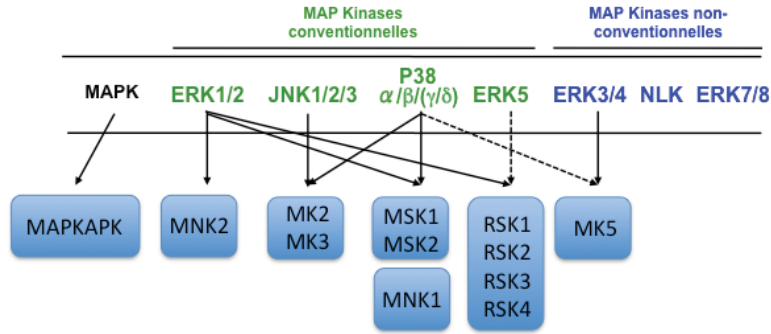 MAP Kinases
conventionnelles
MAP Kinases non-
conventionnelles
MAPK
ERK1/2
JNK1/2/3
P38
α/β/(γ/δ)
ERK5
ERK3/4
NLK
ERK7/8
MAPKAPK
MNK2
MK2
MK3
MSK1
MSK2
MNK1
RSK1
RSK2
RSK3
RSK4
MK5